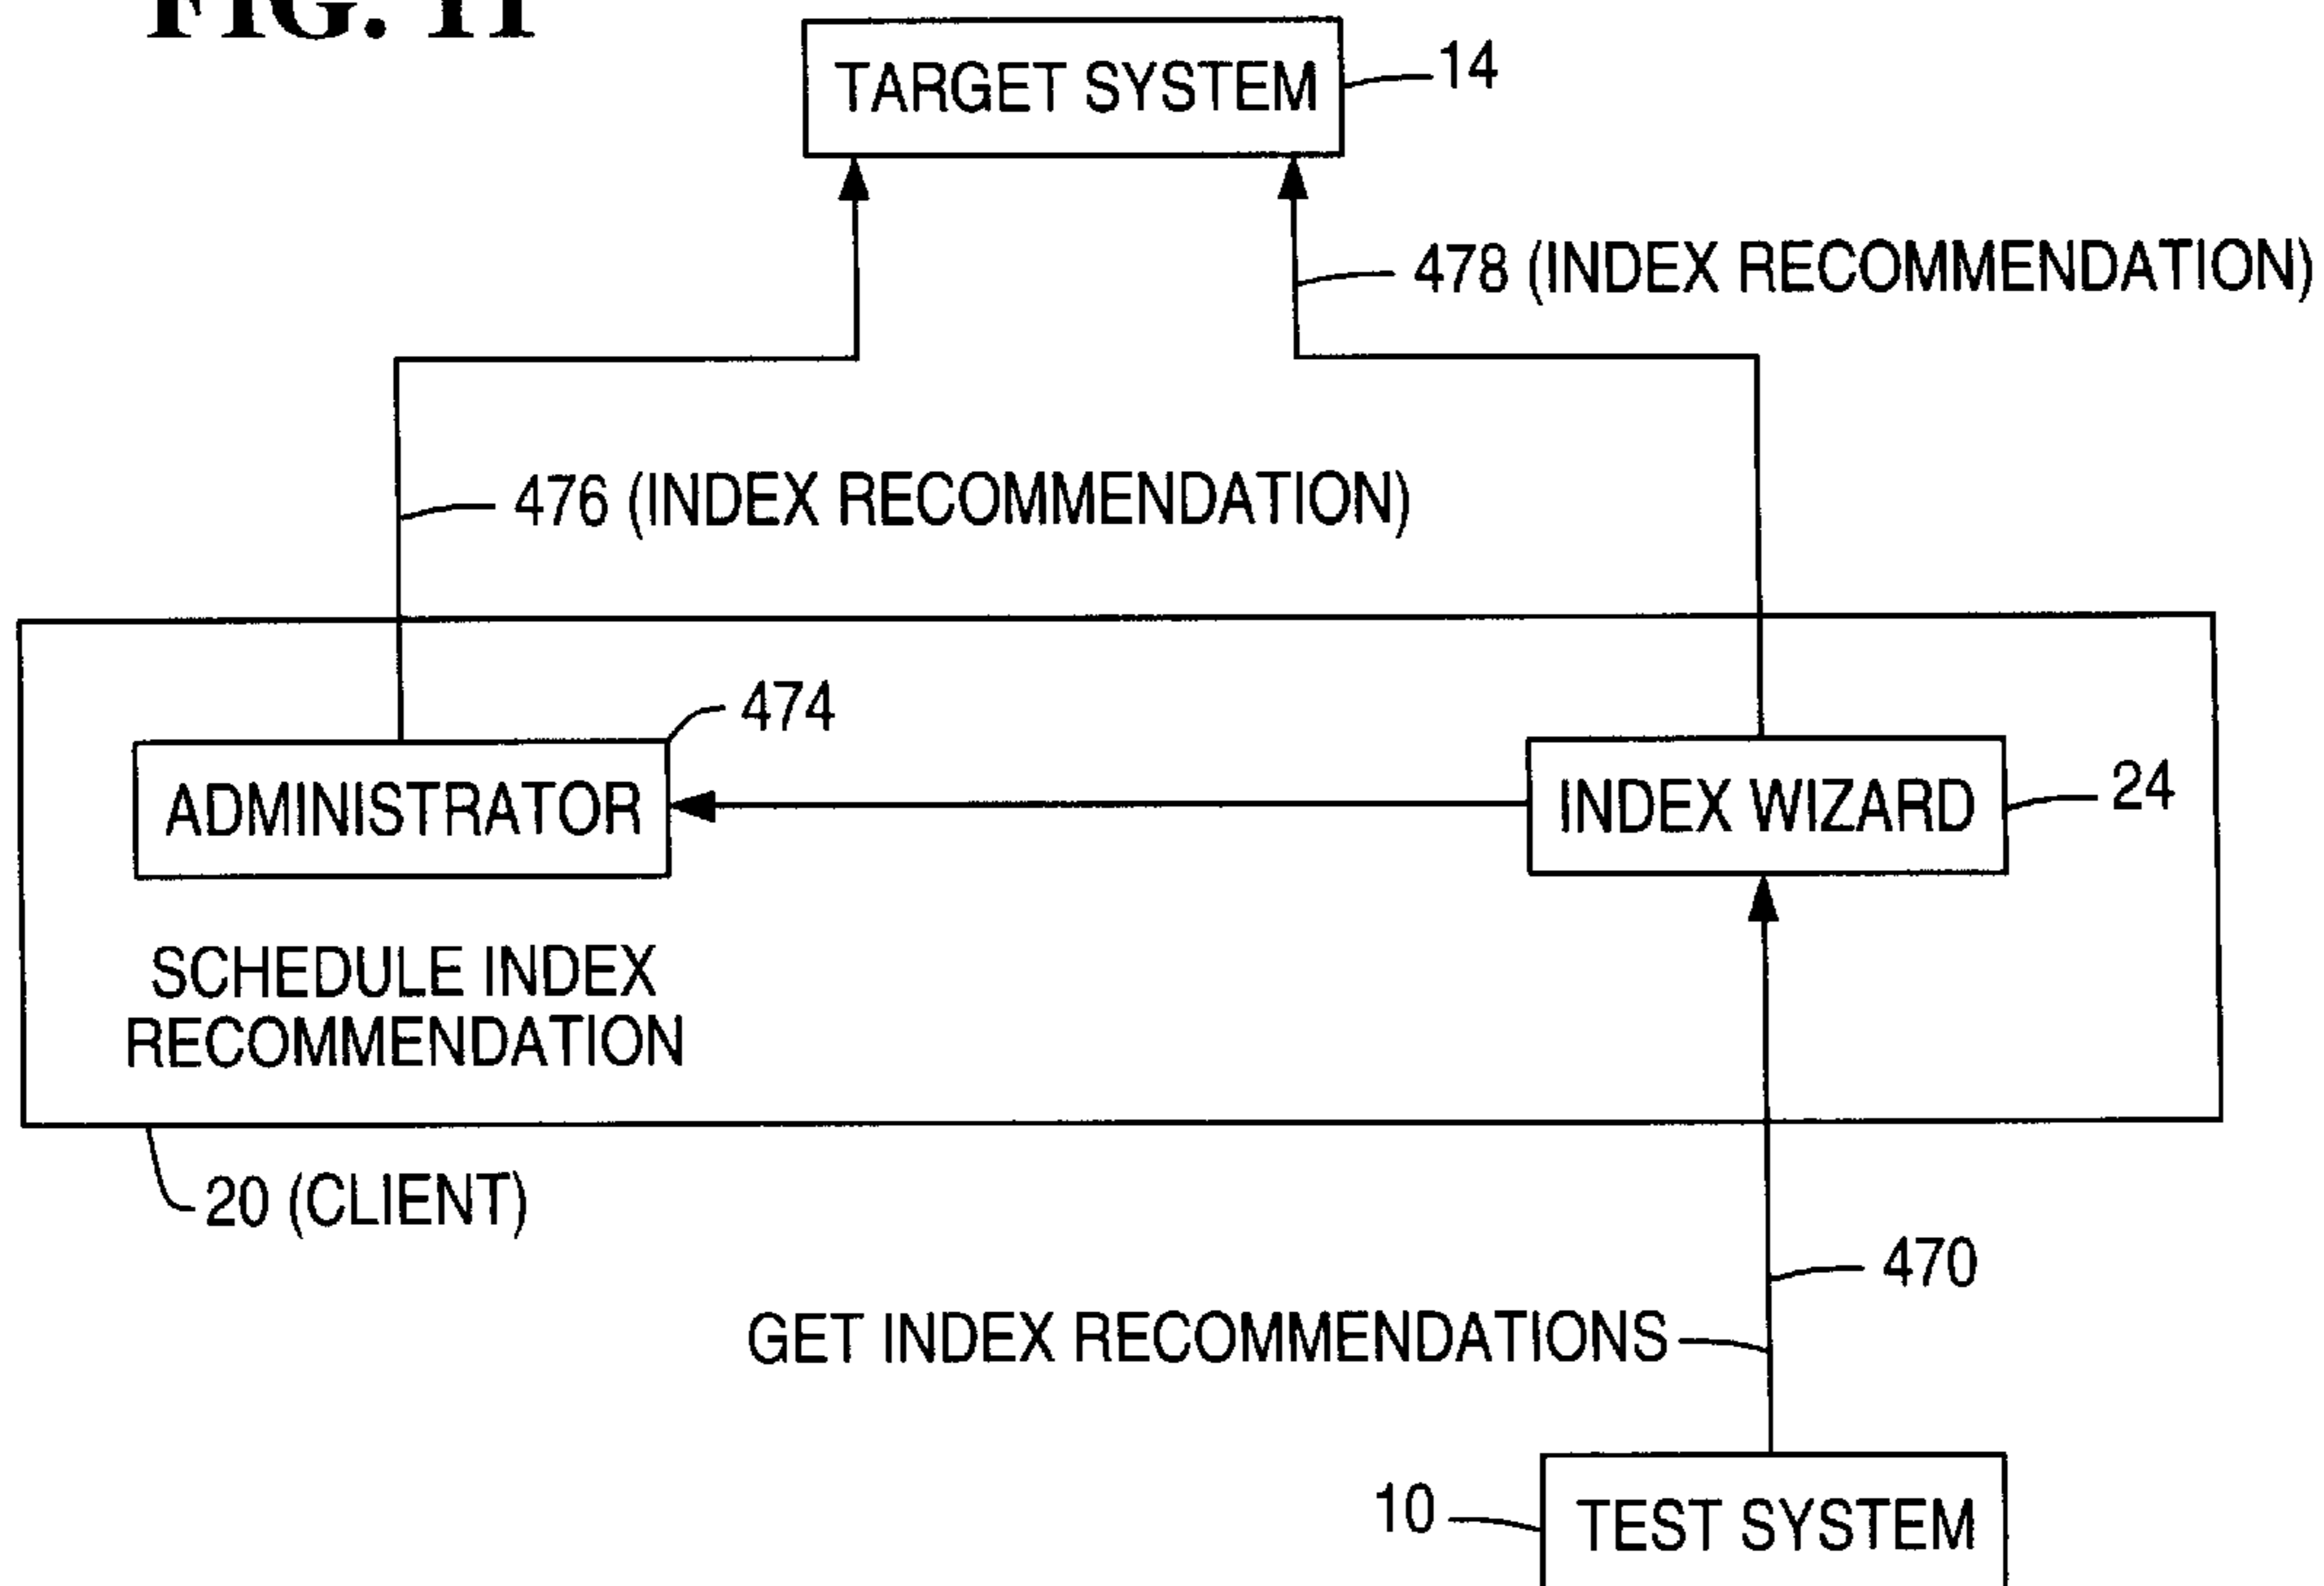 FIG. 11
TARGET SYSTEM
14
478 (INDEX RECOMMENDATION)
476 (INDEX RECOMMENDATION)
474
ADMINISTRATOR
INDEX WIZARD
24
SCHEDULE INDEX
RECOMMENDATION
20 (CLIENT)
470
GET INDEX RECOMMENDATIONS
10
TEST SYSTEM